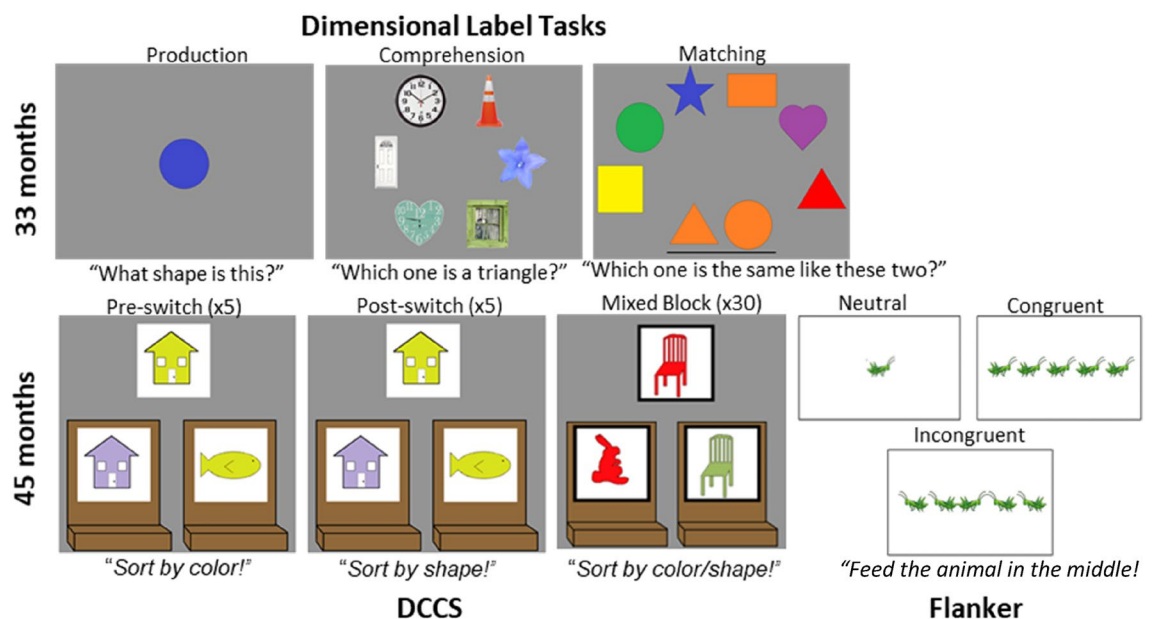 Dimensional Label Tasks
Production
Comprehension
Matching
33 months
"What shape is this?"
"Which one is a triangle?"
"Which one is the same like these two?"
Pre-switch (x5)
Post-switch (x5)
Mixed Block (x30)
Neutral
Congruent
Incongruent
45 months
"Sort by color!"
"Sort by shape!"
"Sort by color/shape!"
"Feed the animal in the middle!
DCCS
Flanker